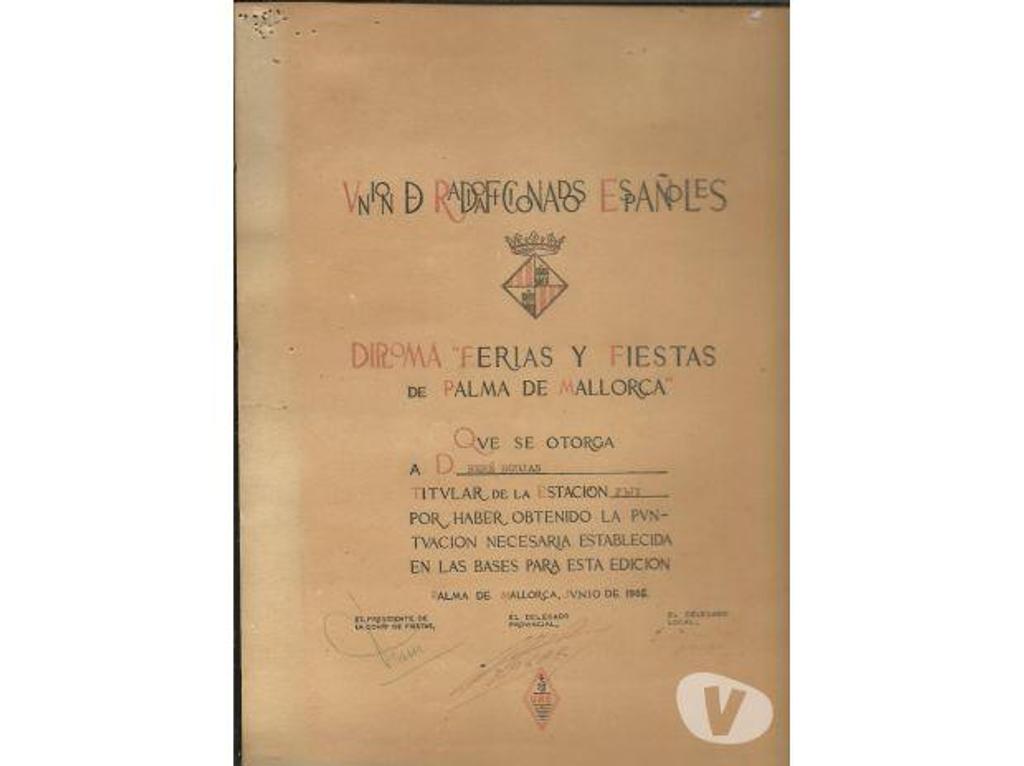 VNION DE RADIOAFICIONADOS ESPAÑOLES
DIPLOMA "FERIAS Y FIESTAS
DE PALMA DE MALLORCA"
QVE SE OTORGA
A D. RENÉ
TITVLAR DE LA ESTACION
POR HABER OBTENIDO LA PVN-
TVACION NECESARIA ESTABLECIDA
EN LAS BASES PARA ESTA EDICION
PALMA DE MALLORCA, JVNIO DE 1968.
EL PRESIDENTE DE
LA COMP DE FIESTAS,
EL DELEGADO
PROVINCIAL,
EL DELEGADO
LOCAL,
URE
V